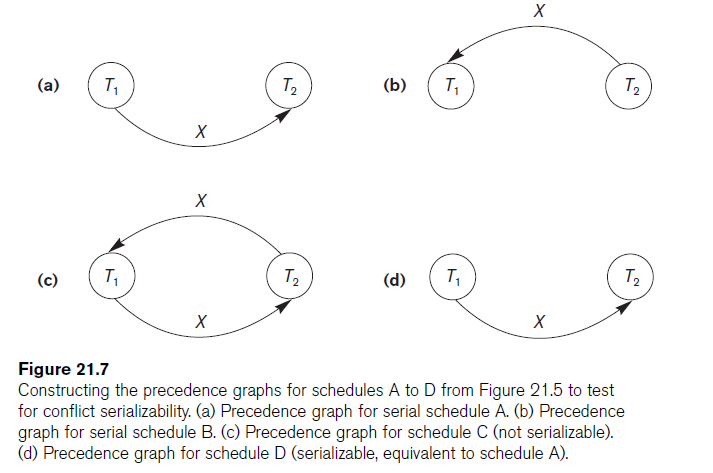 X
(a) T1 T2 (b) T1 T2
X
X
(c) T1 T2 (d) T1 T2
X X
Figure 21.7
Constructing the precedence graphs for schedules A to D from Figure 21.5 to test
for conflict serializability. (a) Precedence graph for serial schedule A. (b) Precedence
graph for serial schedule B. (c) Precedence graph for schedule C (not serializable).
(d) Precedence graph for schedule D (serializable, equivalent to schedule A).